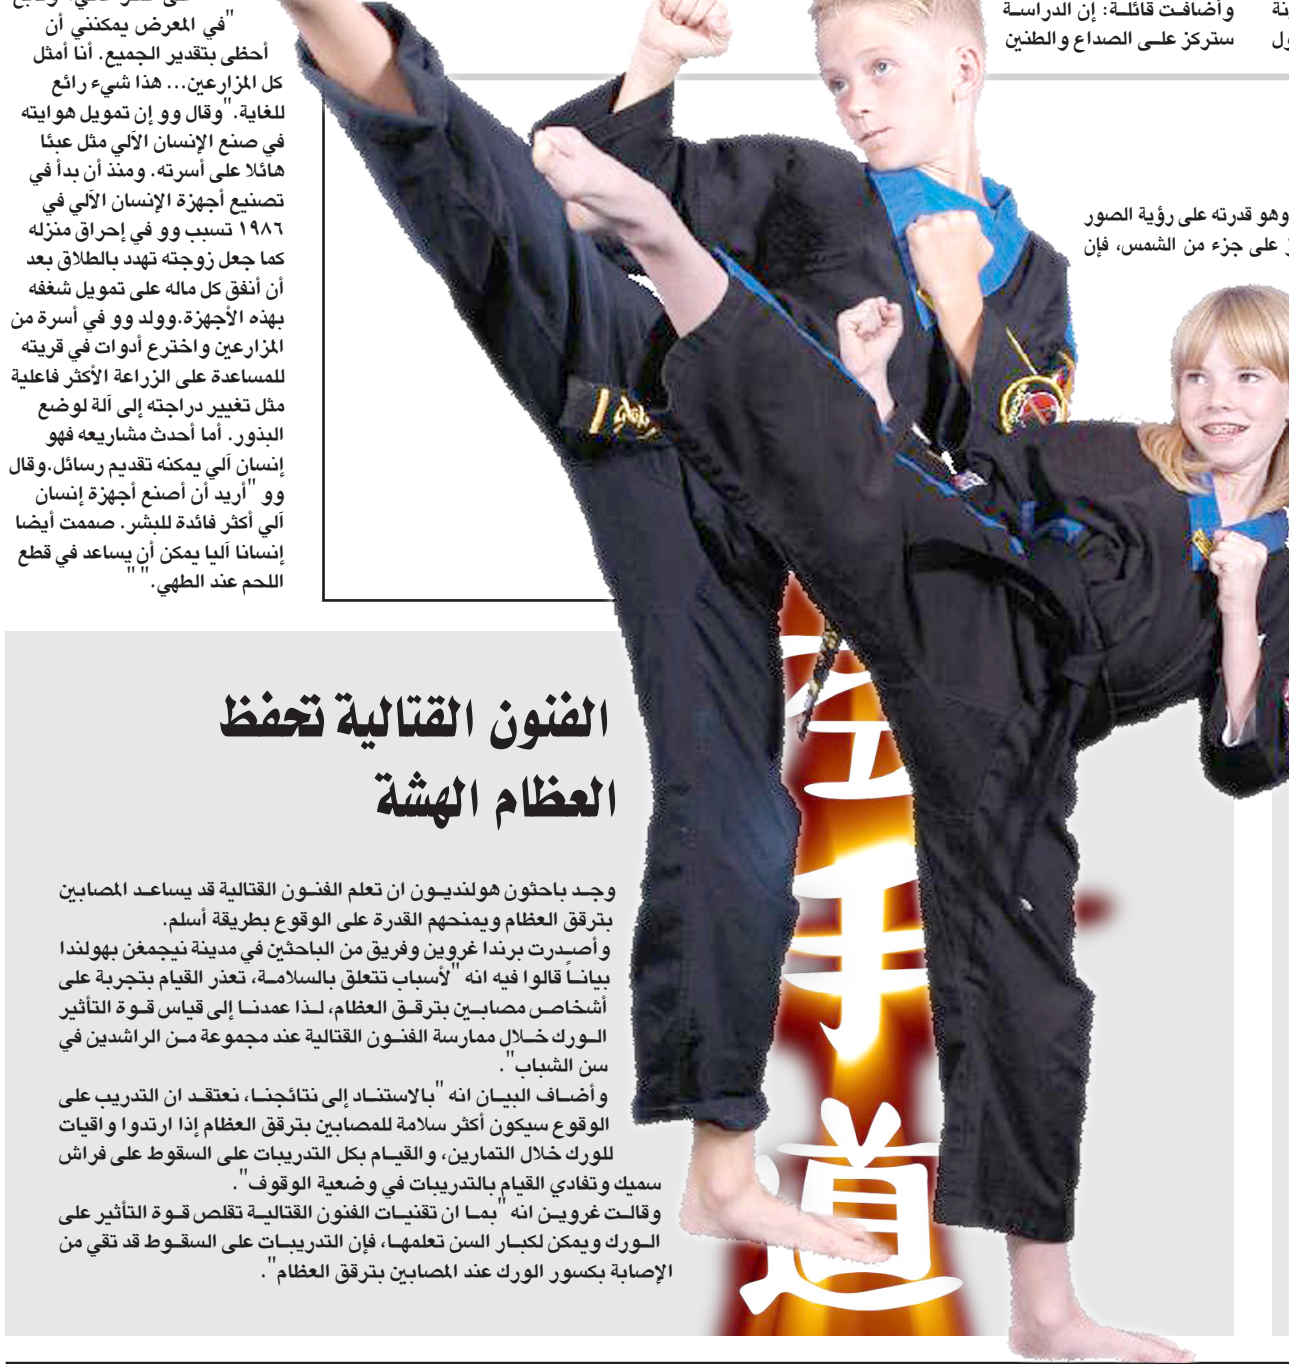 وأضافت قائلة: إن الدراسة
ستركز على الصداع والطنين
"في المعرض يمكنني أن
أحظى بتقدير الجميع. أنا أمثل
كل المزارعين... هذا شيء رائع
للغاية."وقال وو إن تمويل هوايته
في صنع الإنسان الآلي مثل عبئا
هائلا على أسرته. ومنذ أن بدأ في
تصنيع أجهزة الإنسان الآلي في
١٩٨٦ تسبب وو في إحراق منزله
كما جعل زوجته تهدد بالطلاق بعد
أن أنفق كل ماله على تمويل شغفه
بهذه الأجهزة.وولد وو في أسرة من
المزارعين واخترع أدوات في قريته
للمساعدة على الزراعة الأكثر فاعلية
مثل تغيير دراجته إلى آلة لوضع
البذور. أما أحدث مشاريعه فهو
إنسان آلي يمكنه تقديم رسائل.وقال
وو "أريد أن أصنع أجهزة إنسان
آلي أكثر فائدة للبشر. صممت أيضا
إنسانا آليا يمكن أن يساعد في قطع
اللحم عند الطهي." "
وهو قدرته على رؤية الصور
على جزء من الشمس، فإن
الفنون القتالية تحفظ
العظام الهشة
وجد باحثون هولنديون ان تعلم الفنون القتالية قد يساعد المصابين
بترقق العظام ويمنحهم القدرة على الوقوع بطريقة أسلم.
وأصدرت برندا غروين وفريق من الباحثين في مدينة نيجمغن بهولندا
بياناً قالوا فيه انه "لأسباب تتعلق بالسلامة، تعذر القيام بتجربة على
أشخاص مصابين بترقق العظام، لذا عمدنا إلى قياس قوة التأثير
الورك خلال ممارسة الفنون القتالية عند مجموعة من الراشدين في
سن الشباب".
وأضاف البيان انه "بالاستناد إلى نتائجنا، نعتقد ان التدريب على
الوقوع سيكون أكثر سلامة للمصابين بترقق العظام إذا ارتدوا واقيات
للورك خلال التمارين، والقيام بكل التدريبات على السقوط على فراش
سميك وتفادي القيام بالتدريبات في وضعية الوقوف".
وقالت غروين انه "بما ان تقنيات الفنون القتالية تقلص قوة التأثير على
الورك ويمكن لكبار السن تعلمها، فإن التدريبات على السقوط قد تقي من
الإصابة بكسور الورك عند المصابين بترقق العظام".
手
道